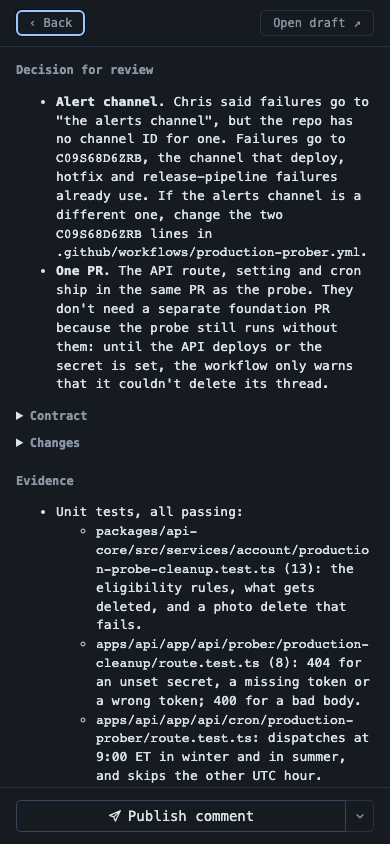 ‹ Back
Open draft ↗
Decision for review
• Alert channel. Chris said failures go to
"the alerts channel", but the repo has
no channel ID for one. Failures go to
C09S68D6ZRB, the channel that deploy,
hotfix and release-pipeline failures
already use. If the alerts channel is a
different one, change the two
C09S68D6ZRB lines in
.github/workflows/production-prober.yml.
• One PR. The API route, setting and cron
ship in the same PR as the probe. They
don't need a separate foundation PR
because the probe still runs without
them: until the API deploys or the
secret is set, the workflow only warns
that it couldn't delete its thread.
▶ Contract
▶ Changes
Evidence
• Unit tests, all passing:
◦ packages/api-
core/src/services/account/productio
n-probe-cleanup.test.ts (13): the
eligibility rules, what gets
deleted, and a photo delete that
fails.
◦ apps/api/app/api/prober/production-
cleanup/route.test.ts (8): 404 for
an unset secret, a missing token or
a wrong token; 400 for a bad body.
◦ apps/api/app/api/cron/production-
prober/route.test.ts: dispatches at
9:00 ET in winter and in summer,
and skips the other UTC hour.
Publish comment